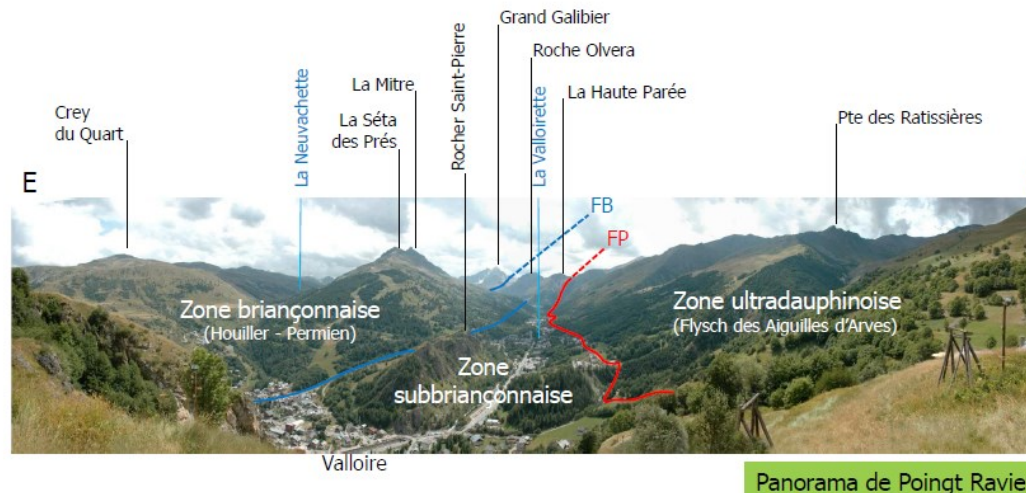 Grand Galibier
Roche Olvera
La Mitre
La Haute Parée
Crey
du Quart
La Neuvachette
La Séta
des Prés
Rocher Saint-Pierre
La Valloirette
Pte des Ratissières
E
FB
FP
Zone briançonnaise
(Houiller - Permien)
Zone ultradauphinoise
(Flysch des Aiguilles d'Arves)
Zone
subbriançonnaise
Valloire
Panorama de Poingt Ravie